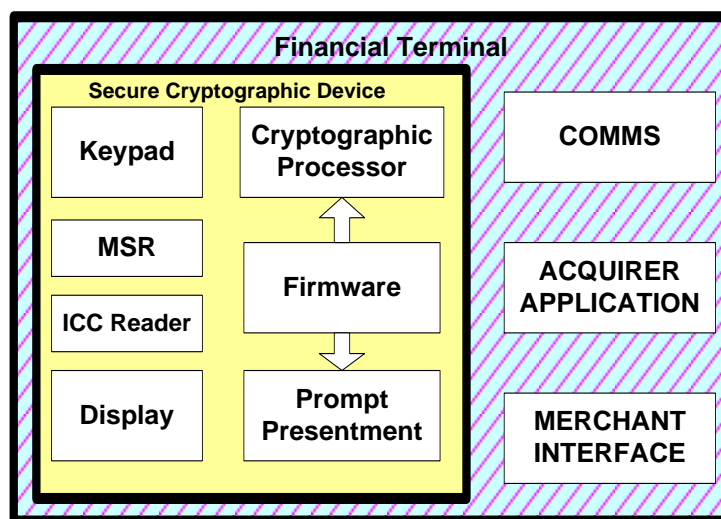 Financial Terminal
Secure Cryptographic Device
Keypad
Cryptographic
Processor
COMMS
MSR
Firmware
ICC Reader
ACQUIRER
APPLICATION
Display
Prompt
Presentment
MERCHANT
INTERFACE